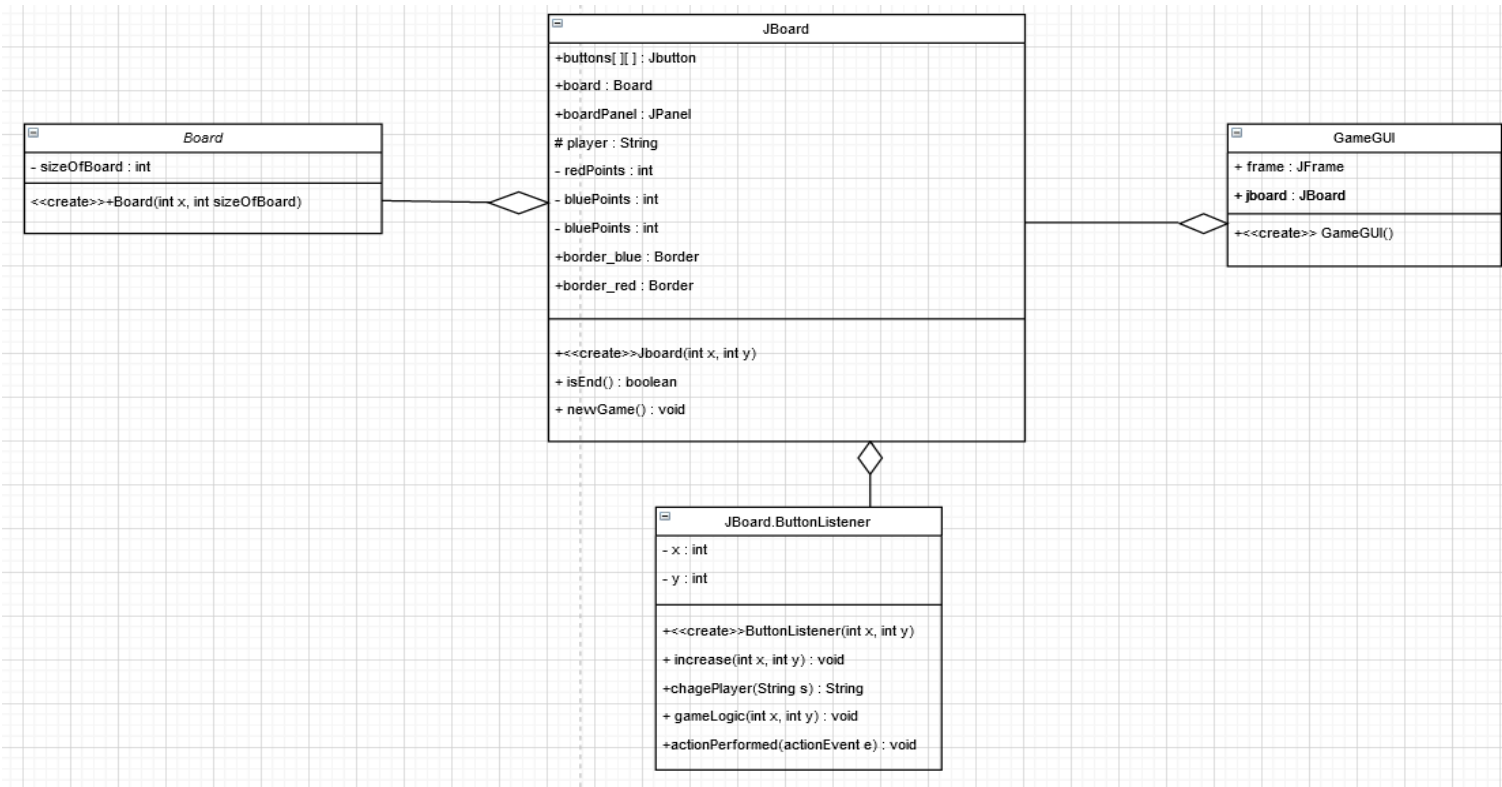 JBoard
+buttons[ ][ ] : Jbutton
+board : Board
+boardPanel : JPanel
# player : String
- redPoints : int
- bluePoints : int
- bluePoints : int
+border_blue : Border
+border_red : Border
+<<create>>Jboard(int x, int y)
+ isEnd() : boolean
+ newGame() : void
Board
- sizeOfBoard : int
<<create>>+Board(int x, int sizeOfBoard)
GameGUI
+ frame : JFrame
+ jboard : JBoard
+<<create>> GameGUI()
JBoard.ButtonListener
- x : int
- y : int
+<<create>>ButtonListener(int x, int y)
+ increase(int x, int y) : void
+chagePlayer(String s) : String
+ gameLogic(int x, int y) : void
+actionPerformed(actionEvent e) : void